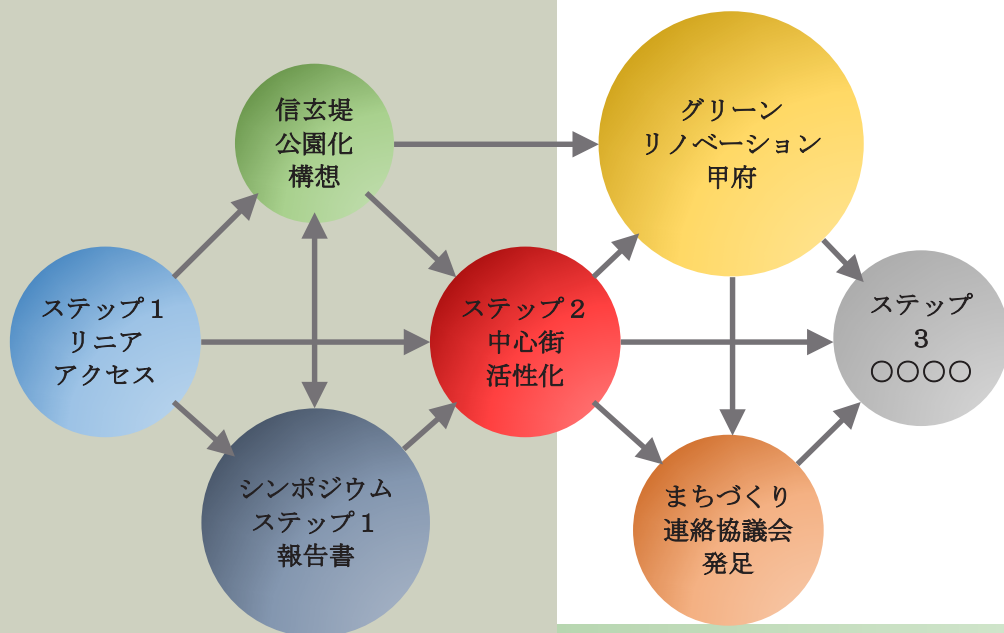 信玄堤
公園化
構想
グリーン
リノベーション
甲府
ステップ１
リニア
アクセス
ステップ２
中心街
活性化
ステップ
３
〇〇〇〇
シンポジウム
ステップ１
報告書
まちづくり
連絡協議会
発足